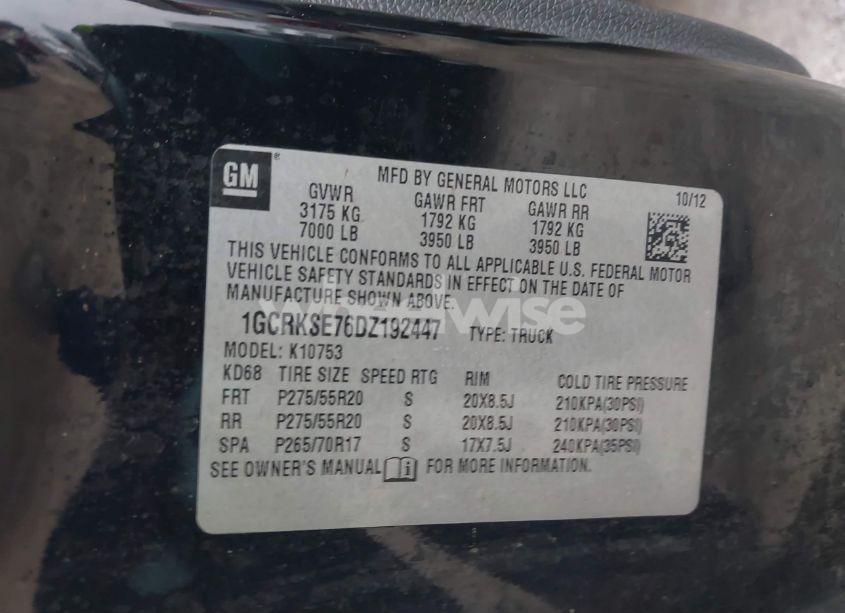 GM
MFD BY GENERAL MOTORS LLC
10/12
GVWR GAWR FRT GAWR RR
3175 KG 1792 KG 1792 KG
7000 LB 3950 LB 3950 LB
THIS VEHICLE CONFORMS TO ALL APPLICABLE U.S. FEDERAL MOTOR
VEHICLE SAFETY STANDARDS IN EFFECT ON THE DATE OF
MANUFACTURE SHOWN ABOVE.
1GCRKSE76DZ192447 TYPE: TRUCK
MODEL: K10753
KD68 TIRE SIZE SPEED RTG RIM COLD TIRE PRESSURE
FRT P275/55R20 S 20X8.5J 210KPA(30PSI)
RR P275/55R20 S 20X8.5J 210KPA(30PSI)
SPA P265/70R17 S 17X7.5J 240KPA(35PSI)
SEE OWNER'S MANUAL i FOR MORE INFORMATION.